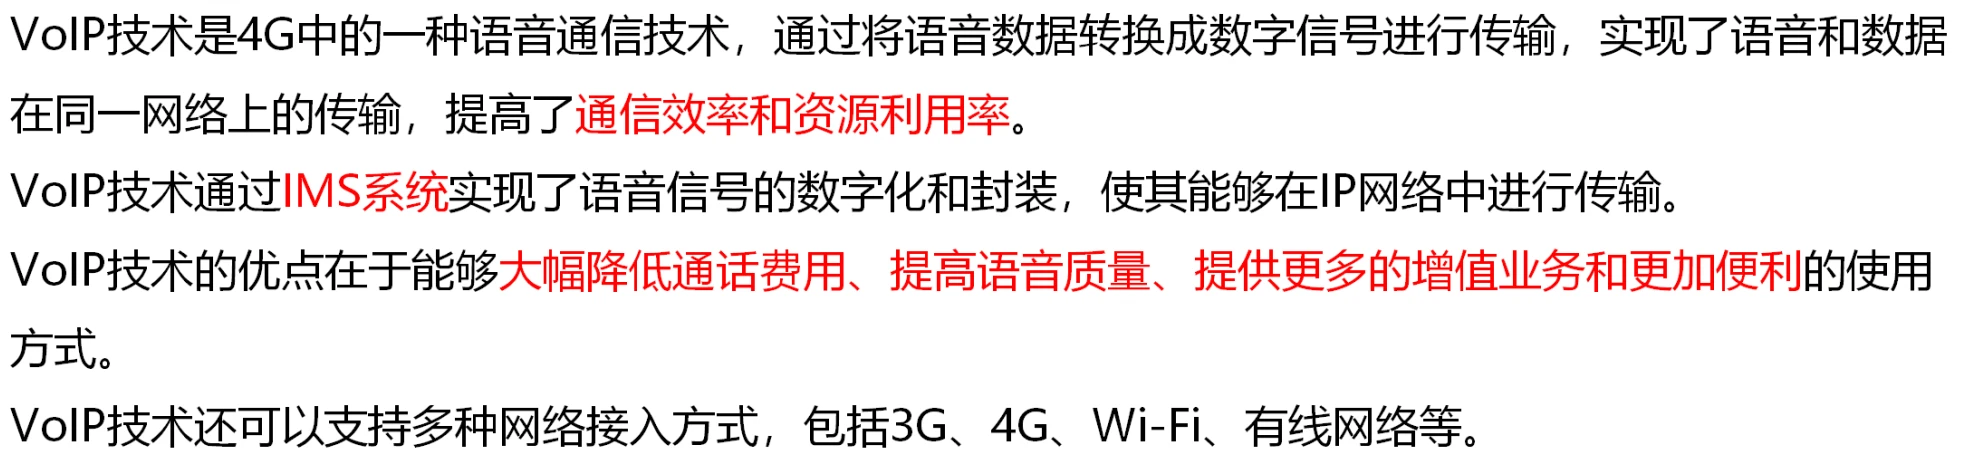 VoIP技术是4G中的一种语音通信技术，通过将语音数据转换成数字信号进行传输，实现了语音和数据
在同一网络上的传输，提高了通信效率和资源利用率。
VoIP技术通过IMS系统实现了语音信号的数字化和封装，使其能够在IP网络中进行传输。
VoIP技术的优点在于能够大幅降低通话费用、提高语音质量、提供更多的增值业务和更加便利的使用
方式。
VoIP技术还可以支持多种网络接入方式，包括3G、4G、Wi-Fi、有线网络等。